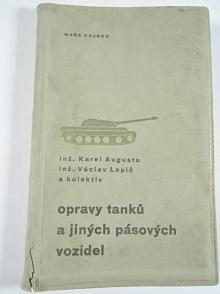 NAŠE VOJSKO
inž. Karel Augusta
inž. Václav Lepič
a kolektiv
opravy tanků
a jiných pásových
vozidel